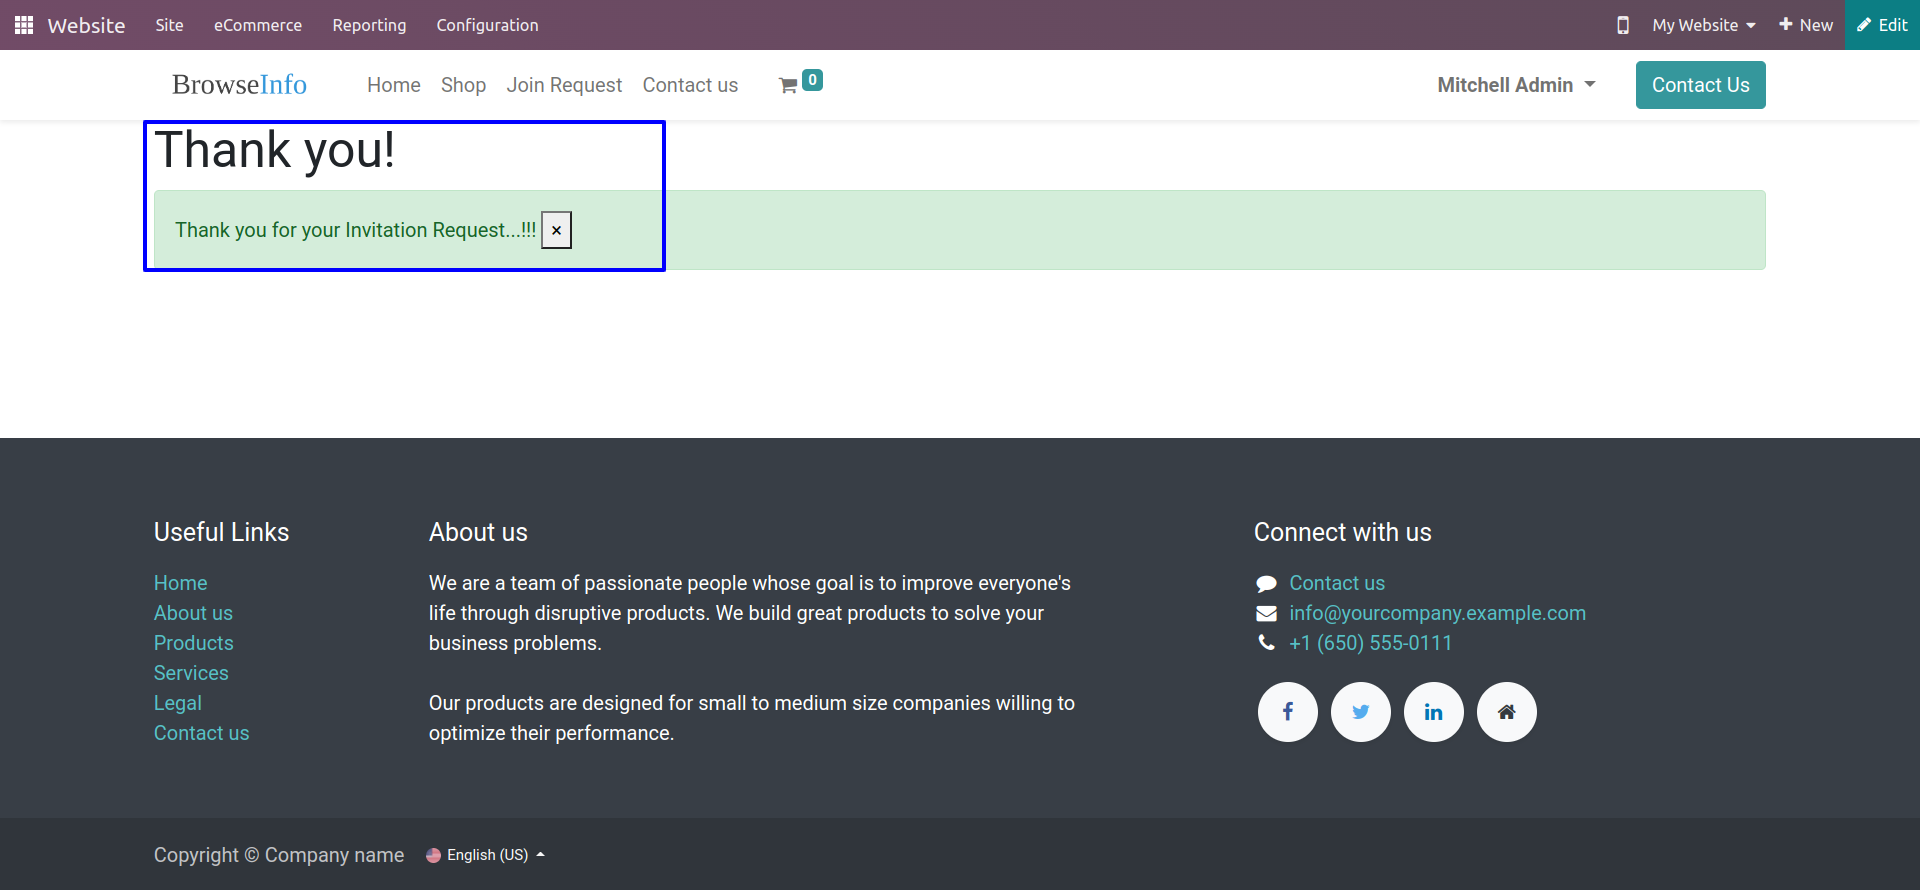 Website Site eCommerce Reporting Configuration My Website New Edit
BrowseInfo Home Shop Join Request Contact us 0 Mitchell Admin Contact Us
Thank you!
Thank you for your Invitation Request...!!! ×
Useful Links
Home
About us
Products
Services
Legal
Contact us
About us
We are a team of passionate people whose goal is to improve everyone's
life through disruptive products. We build great products to solve your
business problems.
Our products are designed for small to medium size companies willing to
optimize their performance.
Connect with us
Contact us
info@yourcompany.example.com
+1 (650) 555-0111
Copyright © Company name English (US)